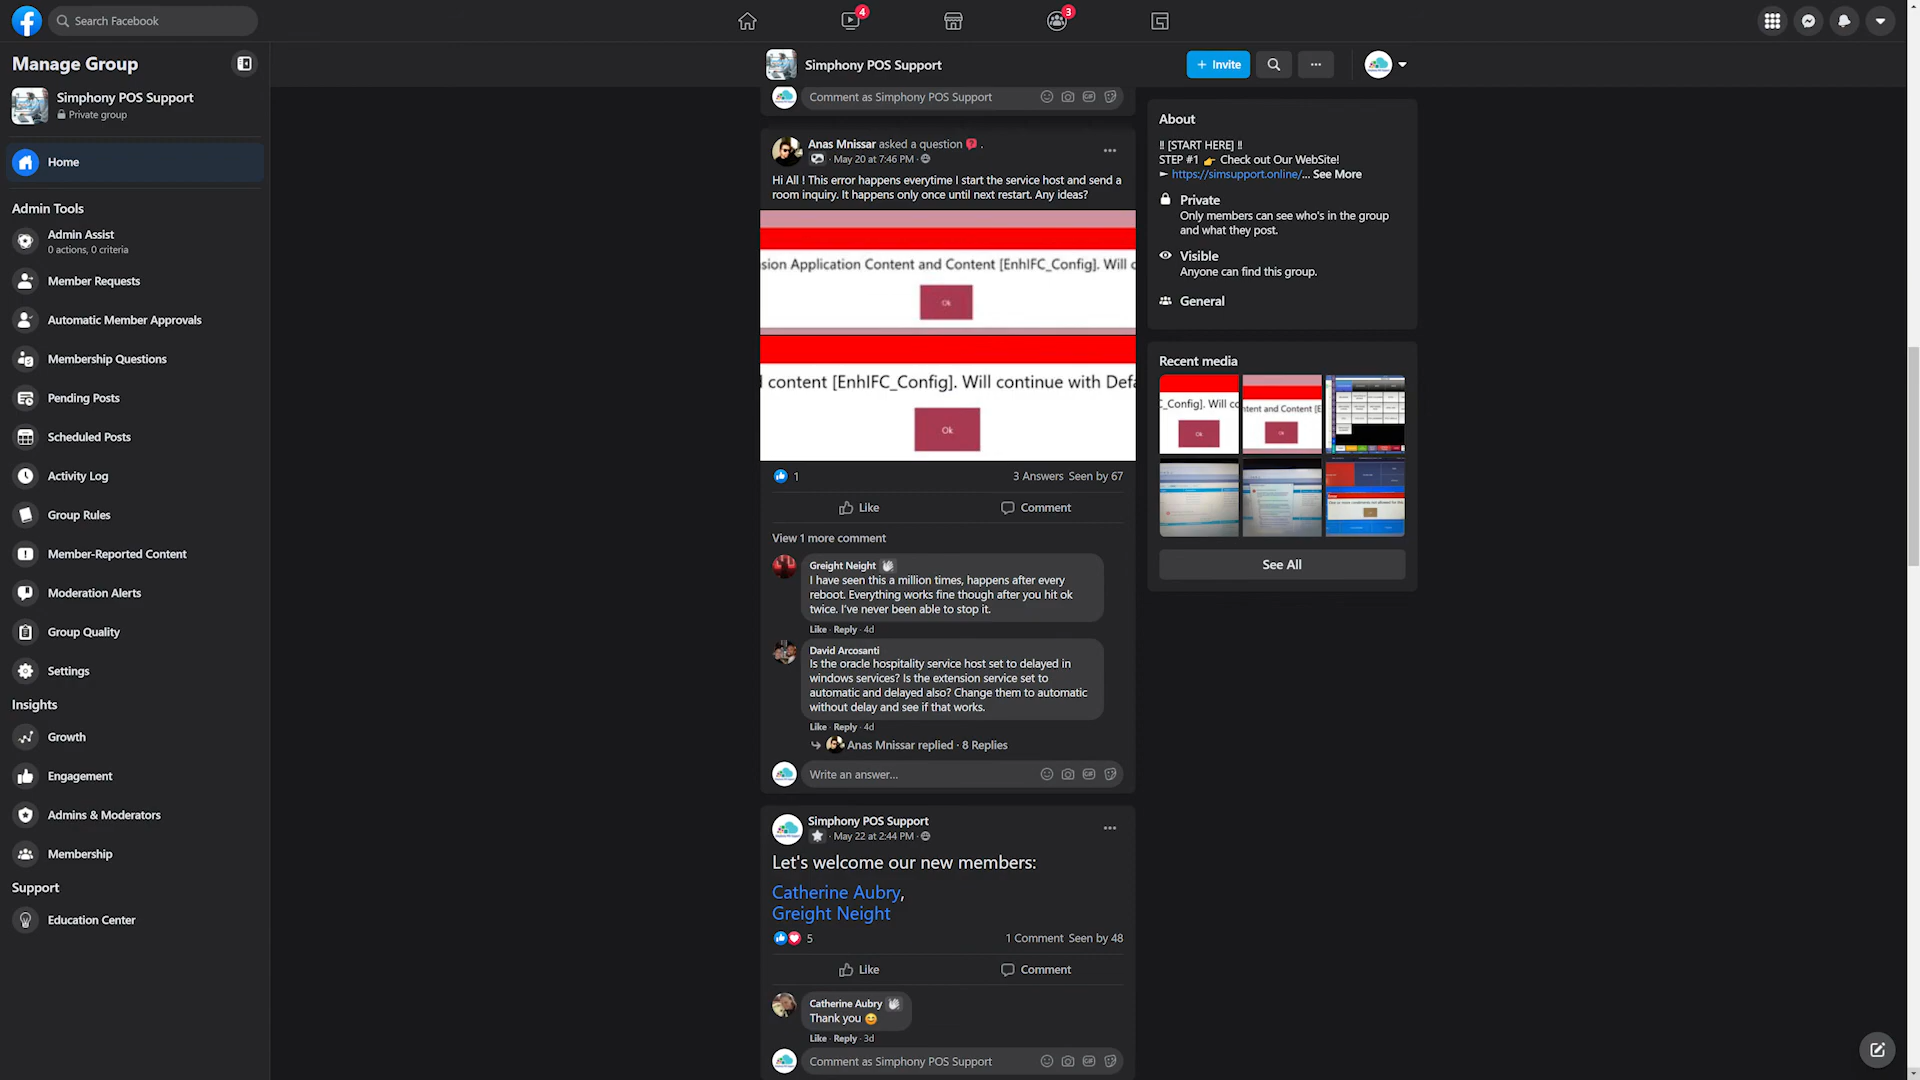 Search Facebook
4
3
Manage Group
Simphony POS Support
Private group
Home
Admin Tools
Admin Assist
0 actions, 0 criteria
Member Requests
Automatic Member Approvals
Membership Questions
Pending Posts
Scheduled Posts
Activity Log
Group Rules
Member-Reported Content
Moderation Alerts
Group Quality
Settings
Insights
Growth
Engagement
Admins & Moderators
Membership
Support
Education Center
Simphony POS Support
+ Invite
Comment as Simphony POS Support
Anas Mnissar asked a question .
· May 20 at 7:46 PM ·
Hi All ! This error happens everytime I start the service host and send a
room inquiry. It happens only once until next restart. Any ideas?
sion Application Content and Content [EnhIFC_Config]. Will c
Ok
content [EnhIFC_Config]. Will continue with Defa
Ok
1
3 Answers Seen by 67
Like
Comment
View 1 more comment
Greight Neight
I have seen this a million times, happens after every
reboot. Everything works fine though after you hit ok
twice. I've never been able to stop it.
Like · Reply · 4d
David Arcosanti
Is the oracle hospitality service host set to delayed in
windows services? Is the extension service set to
automatic and delayed also? Change them to automatic
without delay and see if that works.
Like · Reply · 4d
Anas Mnissar replied · 8 Replies
Write an answer...
Simphony POS Support
· May 22 at 2:44 PM ·
Let's welcome our new members:
Catherine Aubry,
Greight Neight
5
1 Comment Seen by 48
Like
Comment
Catherine Aubry
Thank you 😊
Like · Reply · 3d
Comment as Simphony POS Support
About
‼ [START HERE] ‼
STEP #1 👉 Check out Our WebSite!
► https://simsupport.online/... See More
Private
Only members can see who's in the group
and what they post.
Visible
Anyone can find this group.
General
Recent media
C_Config]. Will co
Ok
ntent and Content [E
Ok
See All